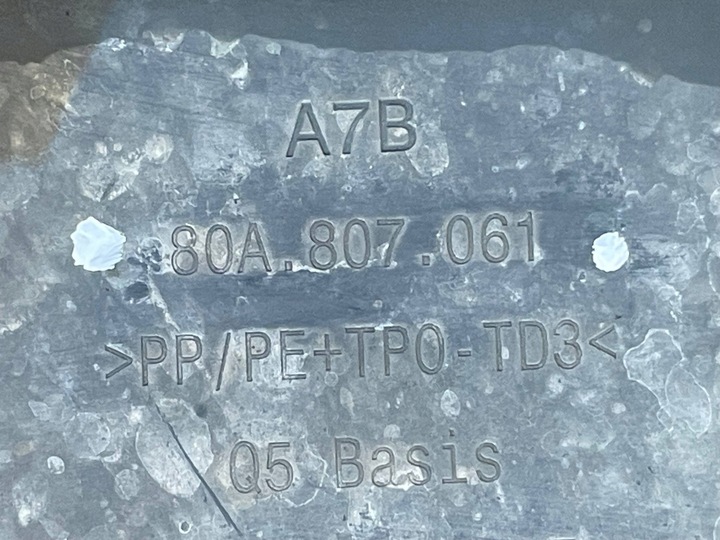 A7B
80A.807.061
>PP/PE+TPO-TD3<
Q5 Basis